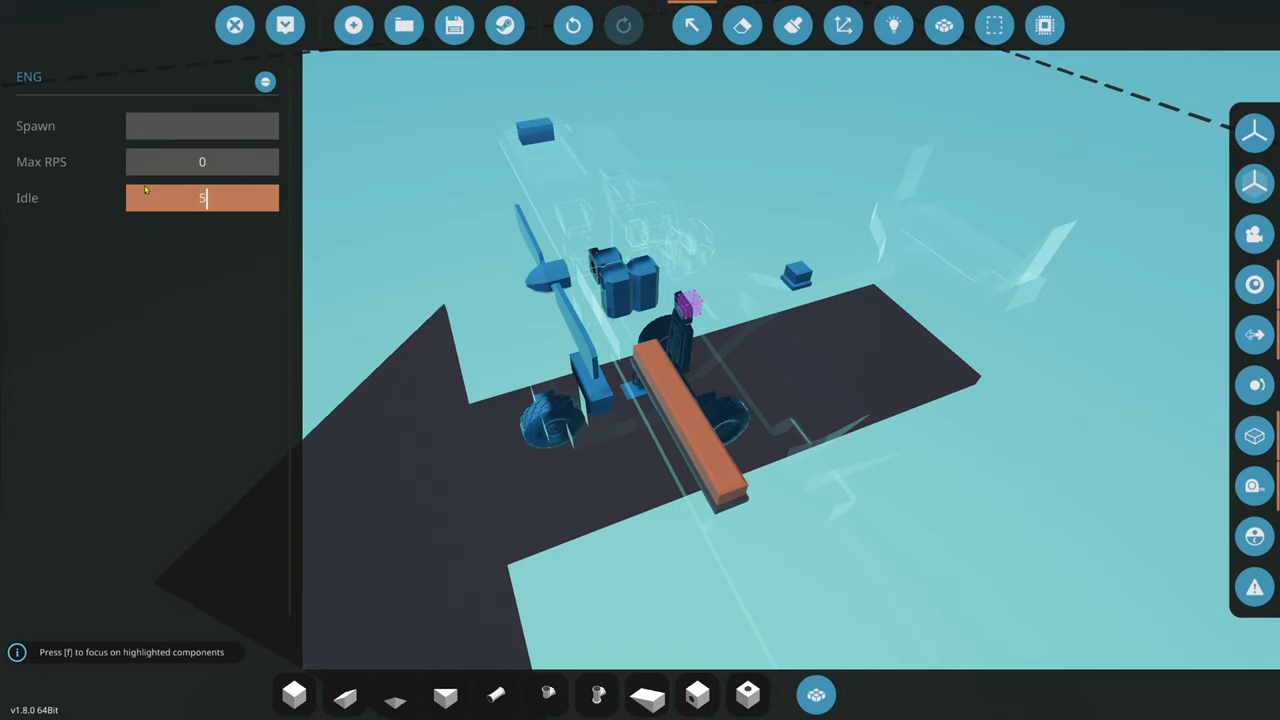 ENG
Spawn
Max RPS 0
Idle 5
Press [f] to focus on highlighted components
v1.8.0 64Bit